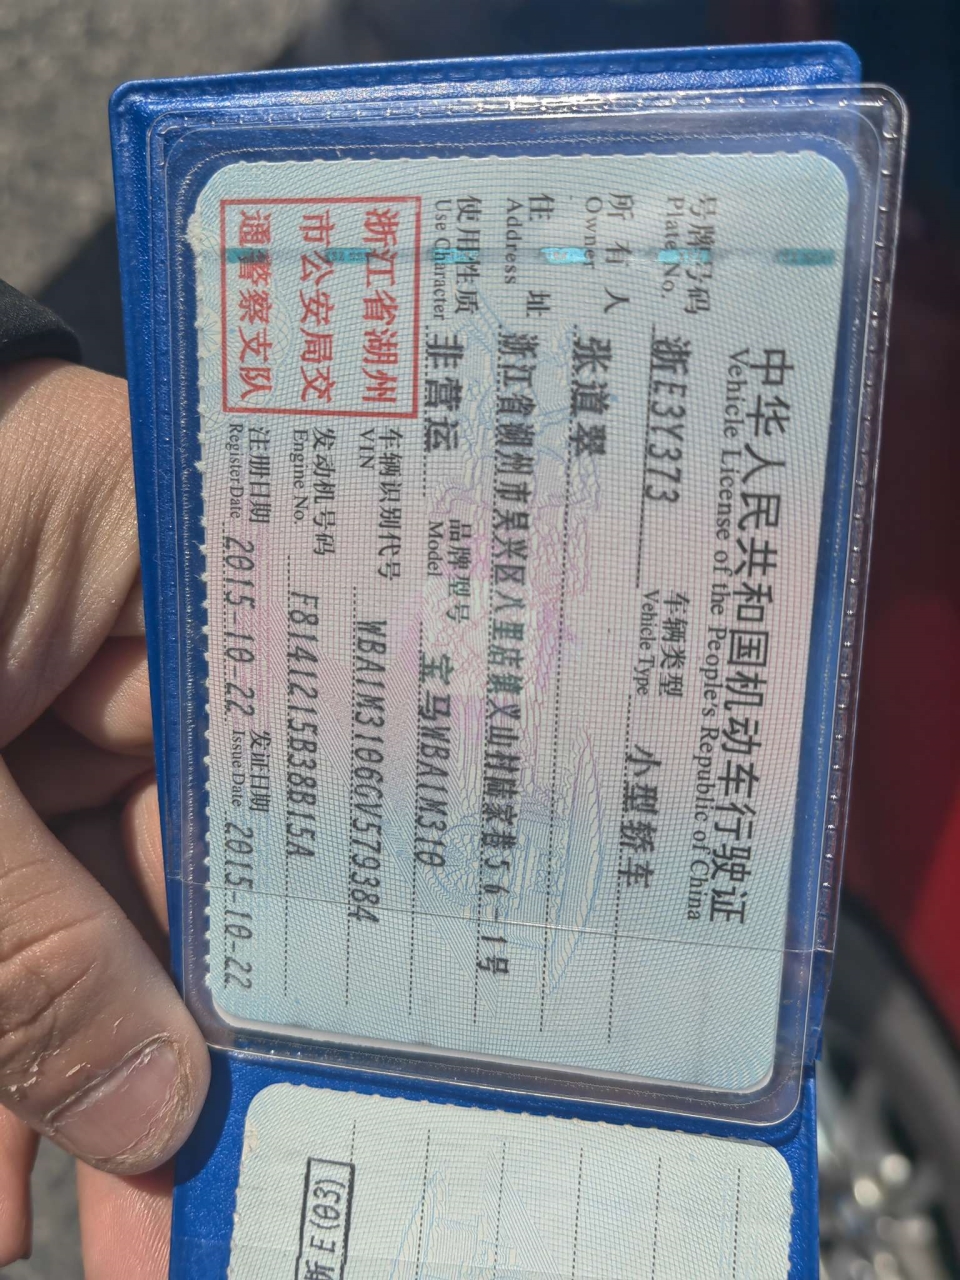 中华人民共和国机动车行驶证
Vehicle License of the People's Republic of China
号牌号码 浙E3Y373 车辆类型 小型轿车
Plate No. Vehicle Type
所有人 张道翠
Owner
住址 浙江省湖州市吴兴区八里店镇义山村陆家巷56-1号
Address
使用性质 非营运 品牌型号 宝马WBA1M310
Use Character Model
浙江省湖州
市公安局交
通警察支队
车辆识别代号 WBA1M310GGV579384
VIN
发动机号码 F8141215B38B15A
Engine No.
注册日期 2015-10-22 发证日期 2015-10-22
Register Date Issue Date
浙E(03)